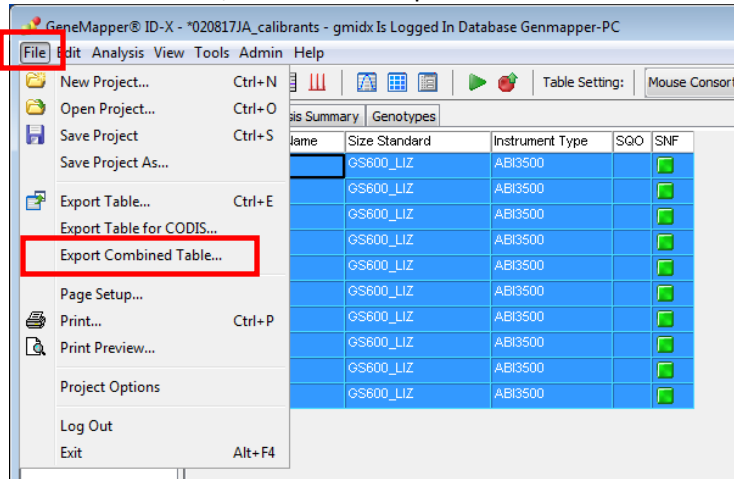 GeneMapper® ID-X - *020817JA_calibrants - gmidx Is Logged In Database Genmapper-PC
File Edit Analysis View Tools Admin Help
New Project... Ctrl+N Table Setting: Mouse Consort
Open Project... Ctrl+O sis Summary Genotypes
Save Project Ctrl+S Name Size Standard Instrument Type SQO SNF
Save Project As... GS600_LIZ ABI3500
GS600_LIZ ABI3500
Export Table... Ctrl+E GS600_LIZ ABI3500
Export Table for CODIS... GS600_LIZ ABI3500
Export Combined Table... GS600_LIZ ABI3500
Page Setup... GS600_LIZ ABI3500
Print... Ctrl+P GS600_LIZ ABI3500
Print Preview... GS600_LIZ ABI3500
Project Options GS600_LIZ ABI3500
GS600_LIZ ABI3500
Log Out
Exit Alt+F4